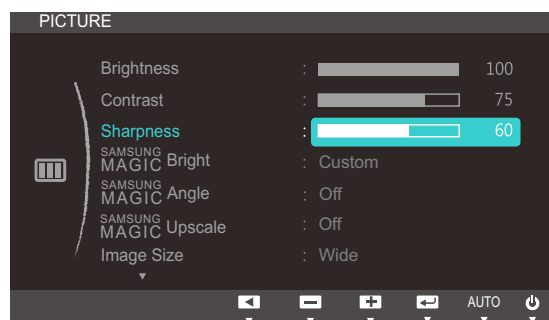 PICTURE
Brightness : 100
Contrast : 75
Sharpness : 60
SAMSUNG MAGIC Bright : Custom
SAMSUNG MAGIC Angle : Off
SAMSUNG MAGIC Upscale : Off
Image Size : Wide
AUTO